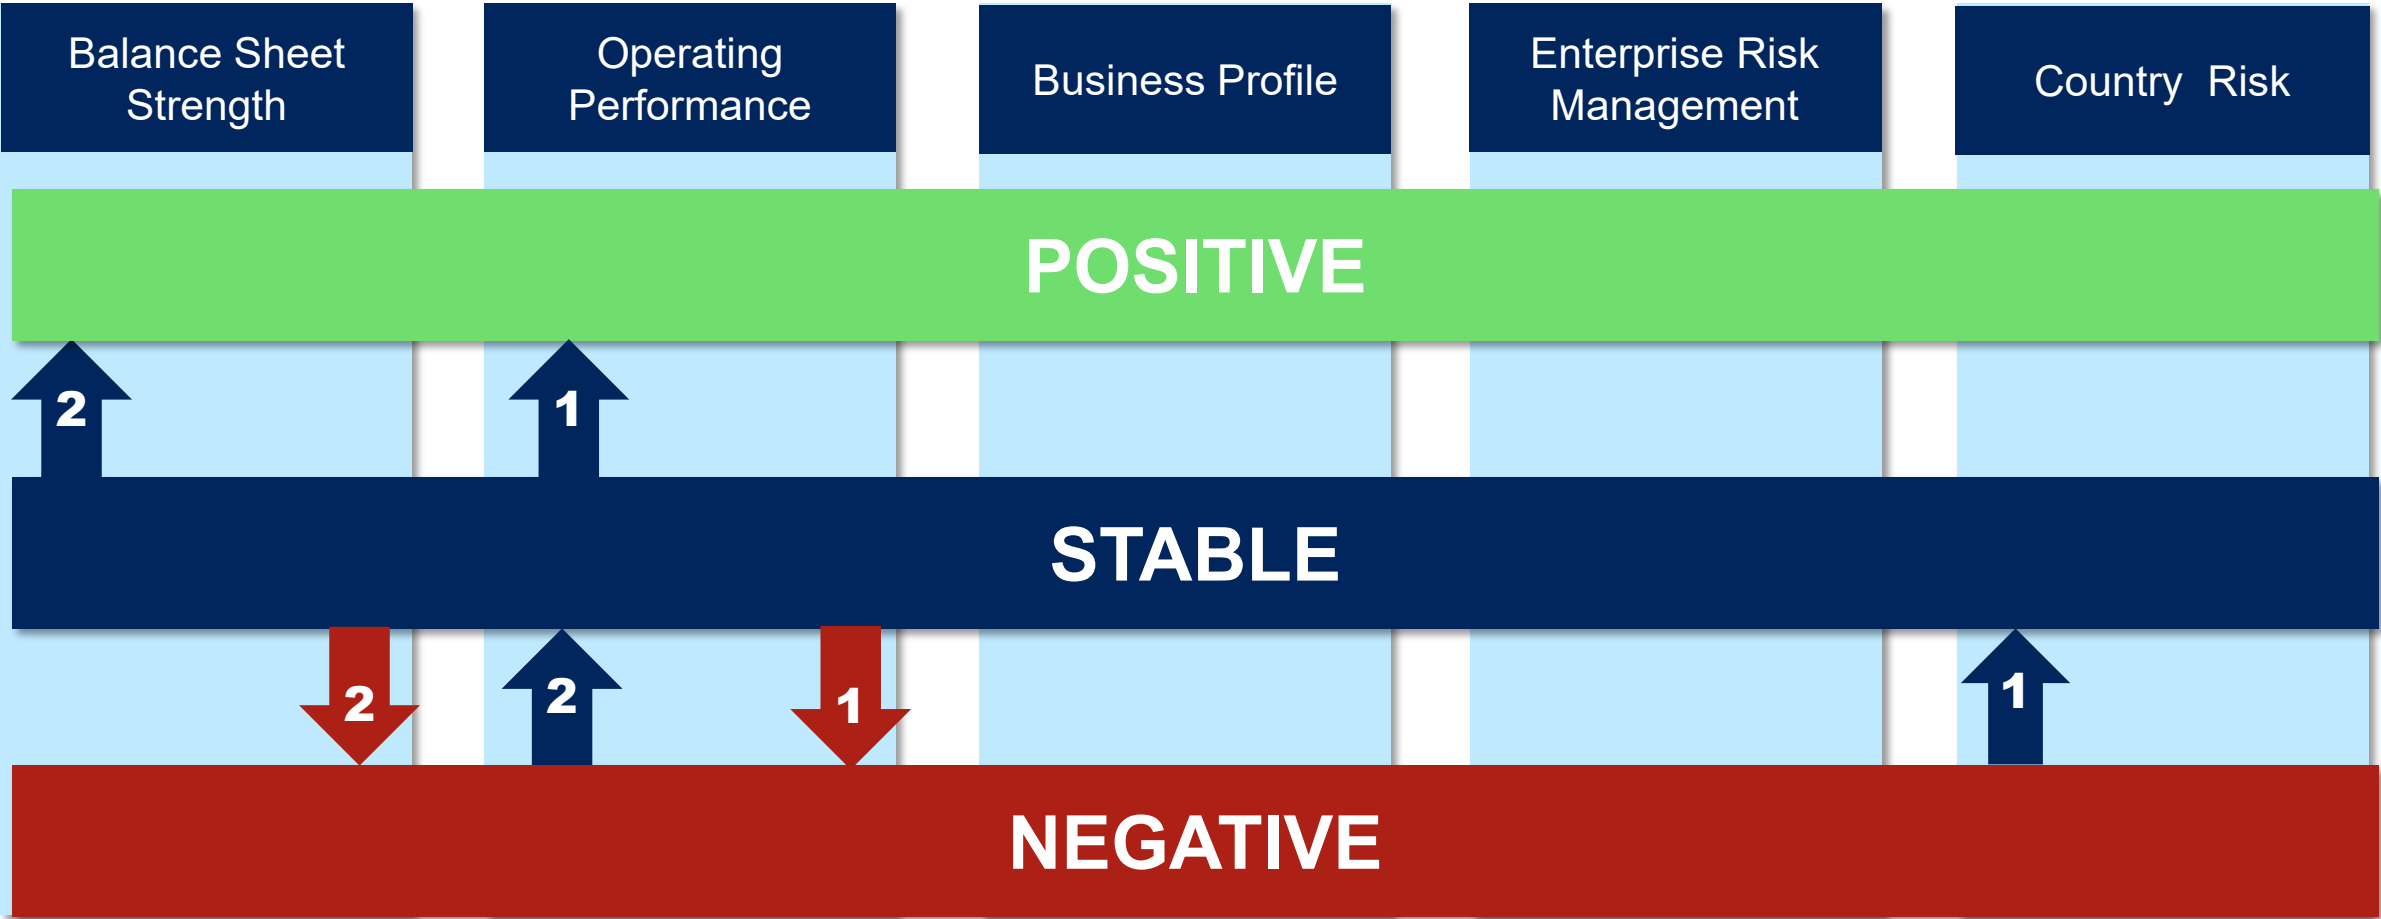 Balance Sheet
Strength
Operating
Performance
Business Profile
Enterprise Risk
Management
Country  Risk
POSITIVE
2
1
STABLE
2
2
1
1
NEGATIVE